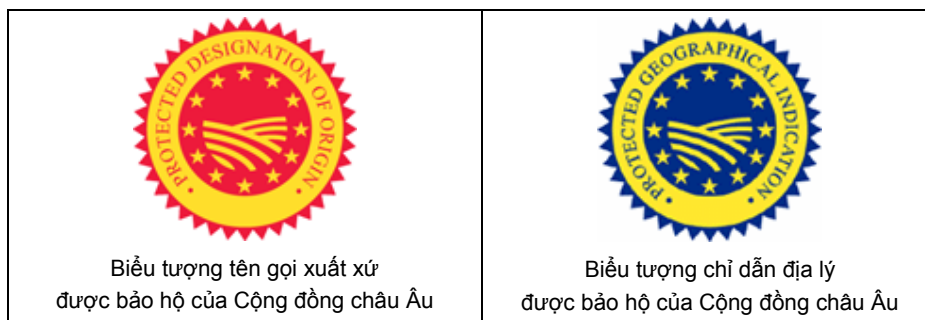 • PROTECTED DESIGNATION OF ORIGIN •
Biểu tượng tên gọi xuất xứ
được bảo hộ của Cộng đồng châu Âu
• PROTECTED GEOGRAPHICAL INDICATION •
Biểu tượng chỉ dẫn địa lý
được bảo hộ của Cộng đồng châu Âu